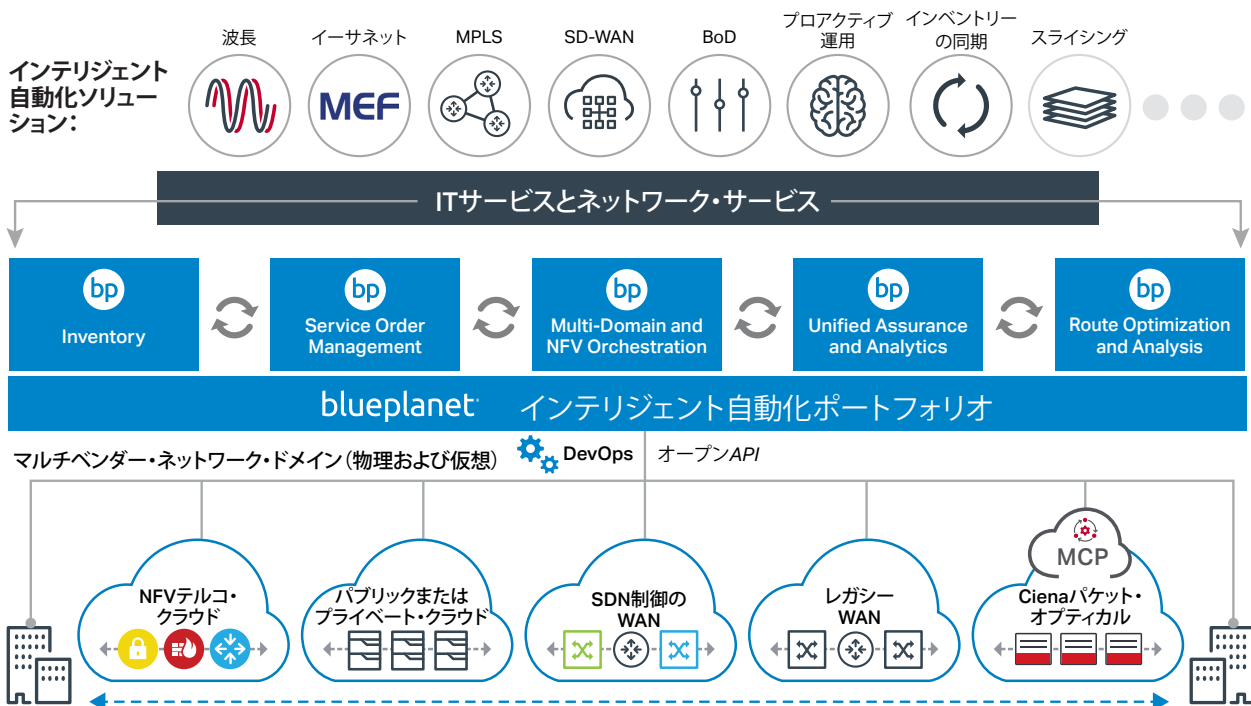 インテリジェント
自動化ソリュー
ション：
波長
イーサネット
MPLS
SD-WAN
BoD
プロアクティブ
運用
インベントリー
の同期
スライシング
MEF
ITサービスとネットワーク・サービス
bp
Inventory
bp
Service Order
Management
bp
Multi-Domain and
NFV Orchestration
bp
Unified Assurance
and Analytics
bp
Route Optimization
and Analysis
blueplanet インテリジェント自動化ポートフォリオ
マルチベンダー・ネットワーク・ドメイン（物理および仮想）
DevOps
オープンAPI
NFVテルコ・
クラウド
パブリックまたは
プライベート・クラウド
SDN制御の
WAN
レガシー
WAN
MCP
Cienaパケット・
オプティカル